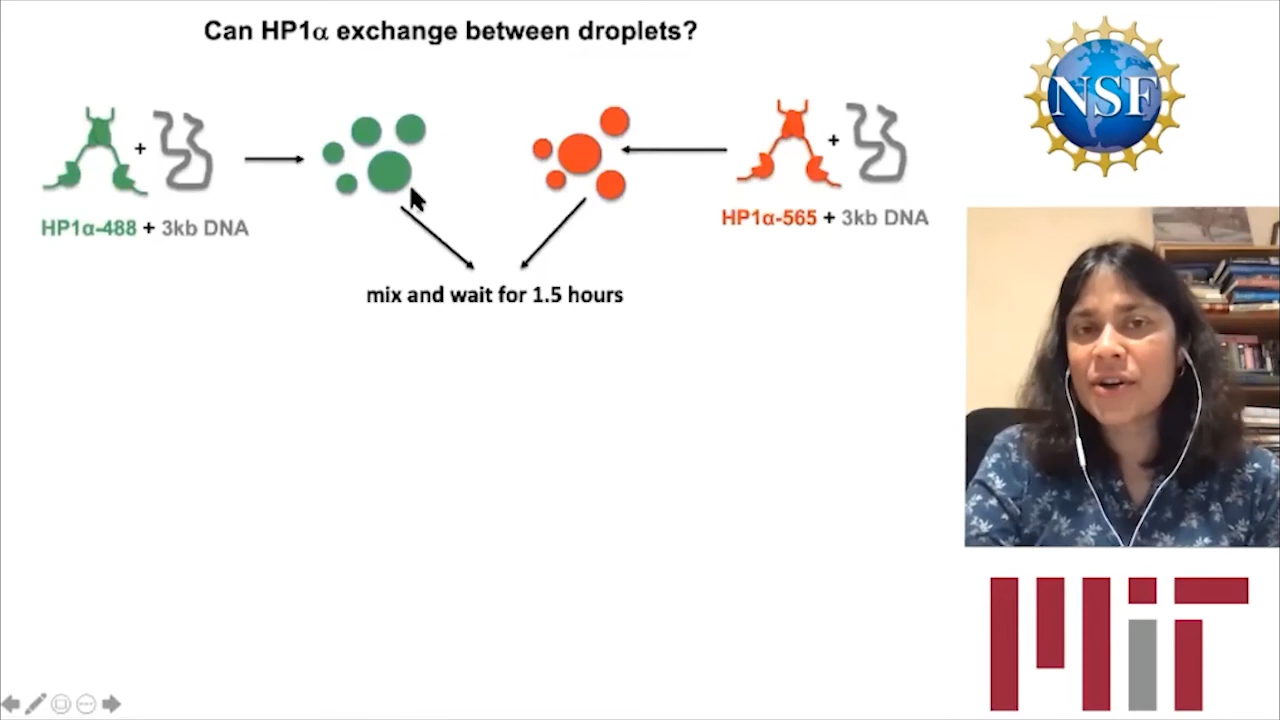 Can HP1α exchange between droplets?
+
+
HP1α-488 + 3kb DNA
HP1α-565 + 3kb DNA
mix and wait for 1.5 hours
NSF
MIT